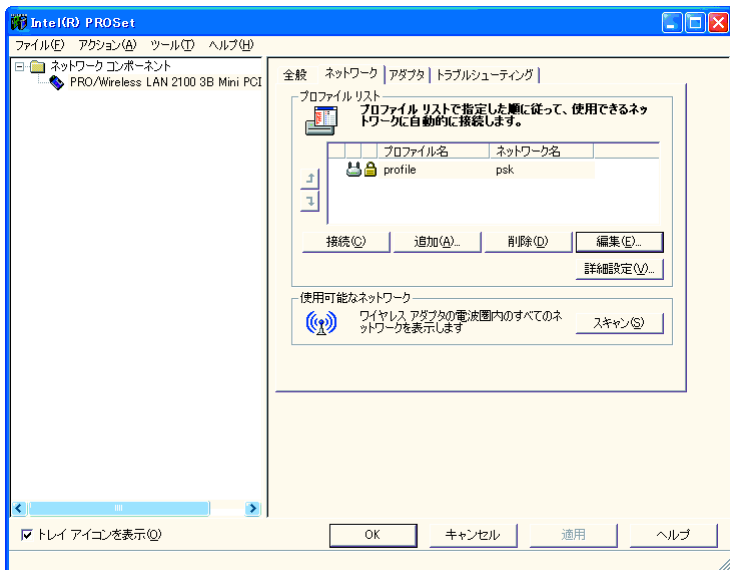 Intel(R) PROSet
ファイル(F) アクション(A) ツール(T) ヘルプ(H)
ネットワーク コンポーネント
PRO/Wireless LAN 2100 3B Mini PCI
全般 ネットワーク アダプタ トラブルシューティング
プロファイル リスト
プロファイル リストで指定した順に従って、使用できるネッ
トワークに自動的に接続します。
プロファイル名 ネットワーク名
profile psk
接続(C) 追加(A)... 削除(D) 編集(E)...
詳細設定(V)...
使用可能なネットワーク
ワイヤレス アダプタの電波圏内のすべてのネ
ットワークを表示します
スキャン(S)
トレイ アイコンを表示(O)
OK キャンセル 適用 ヘルプ